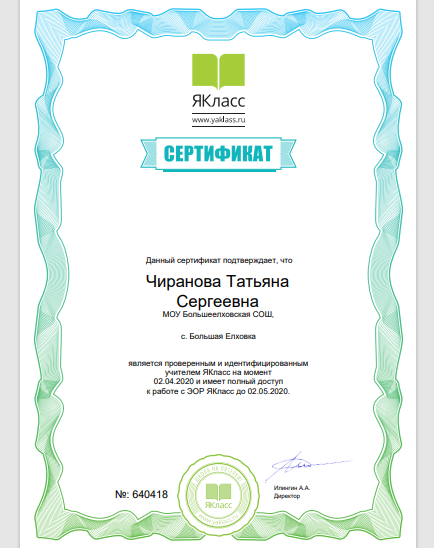 ЯКласс
www.yaklass.ru
СЕРТИФИКАТ
Данный сертификат подтверждает, что
Чиранова Татьяна
Сергеевна
МОУ Большеелховская СОШ,
с. Большая Елховка
является проверенным и идентифицированным
учителем ЯКласс на момент
02.04.2020 и имеет полный доступ
к работе с ЭОР ЯКласс до 02.05.2020.
№: 640418
ЯКласс
Илингин А.А.
Директор